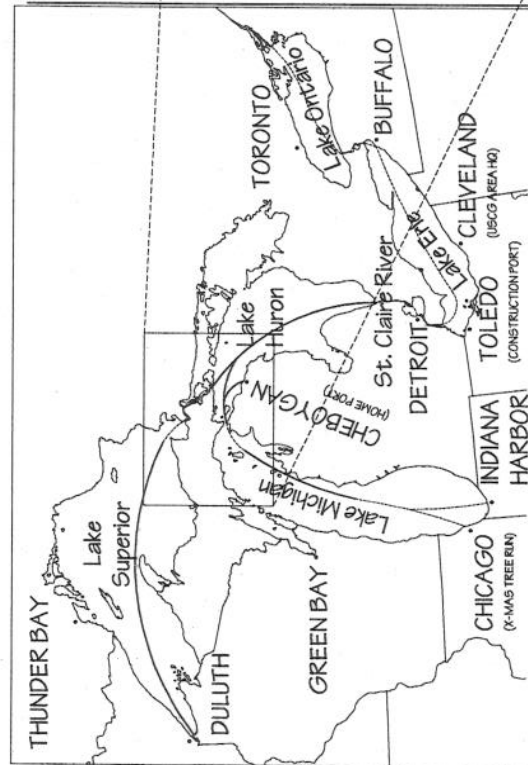 THUNDER BAY
Lake
Superior
DULUTH
GREEN BAY
Lake Michigan
CHICAGO
(X-MAS TREE RUN)
INDIANA
HARBOR
CHEBOYGAN
(HOME PORT)
Lake
Huron
St. Claire River
DETROIT
TOLEDO
(CONSTRUCTION PORT)
Lake Erie
CLEVELAND
(USCG AREA HQ)
BUFFALO
Lake Ontario
TORONTO